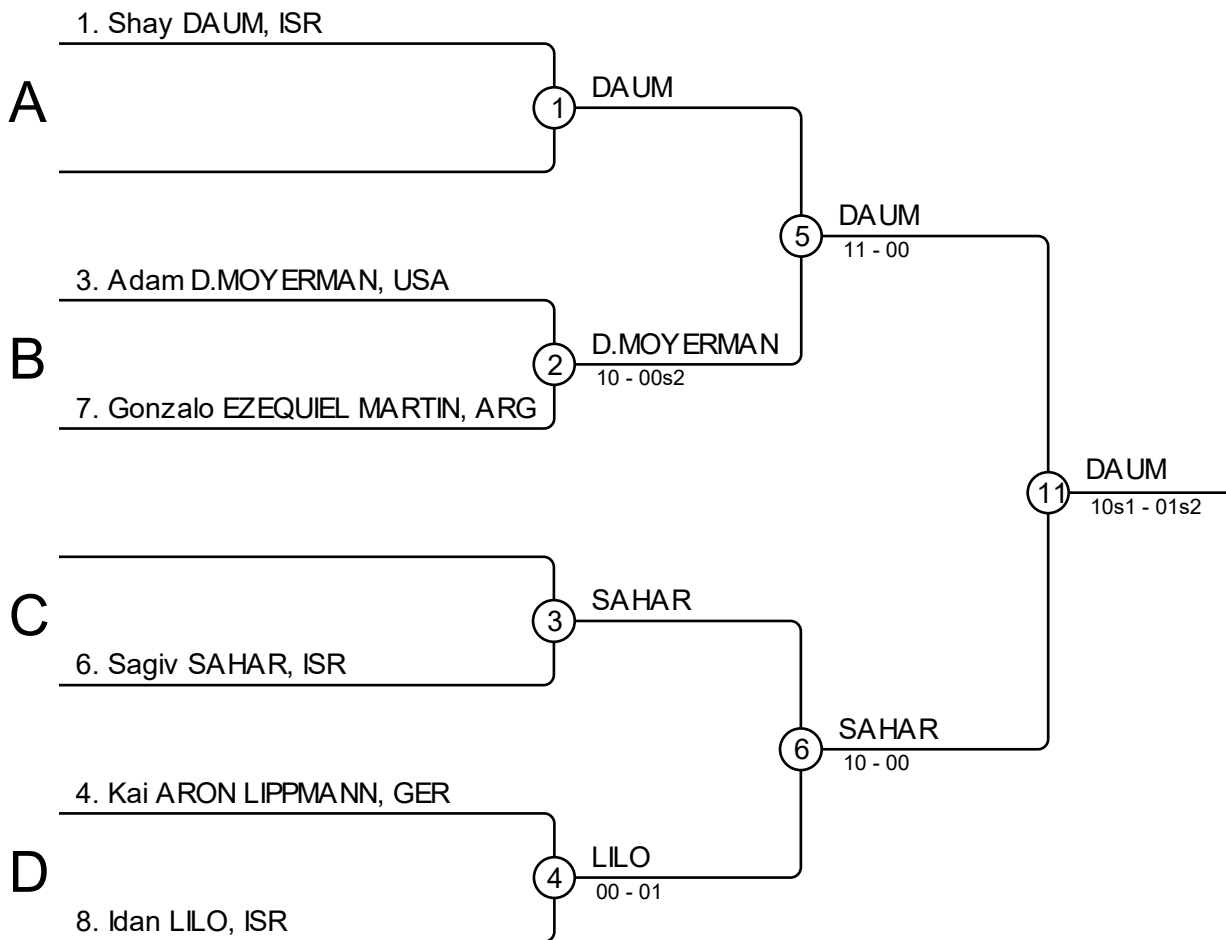 1. Shay DAUM, ISR
A
1
DAUM
5
DAUM
11 - 00
3. Adam D.MOYERMAN, USA
B
2
D.MOYERMAN
10 - 00s2
7. Gonzalo EZEQUIEL MARTIN, ARG
11
DAUM
10s1 - 01s2
C
3
SAHAR
6. Sagiv SAHAR, ISR
6
SAHAR
10 - 00
4. Kai ARON LIPPMANN, GER
D
4
LILO
00 - 01
8. Idan LILO, ISR